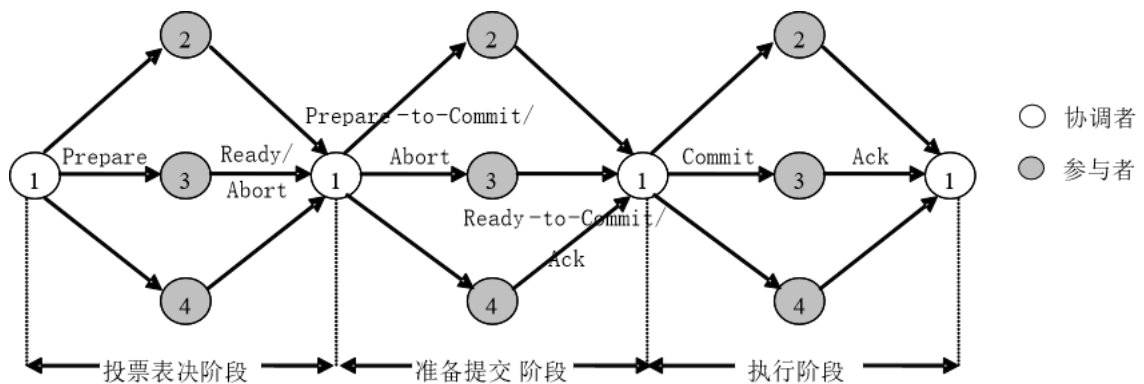 2
2
2
Prepare-to-Commit/
协调者
1
Prepare
3
Ready/
Abort
1
Abort
3
1
Commit
3
Ack
1
参与者
Ready-to-Commit/
Ack
4
4
4
投票表决阶段
准备提交 阶段
执行阶段